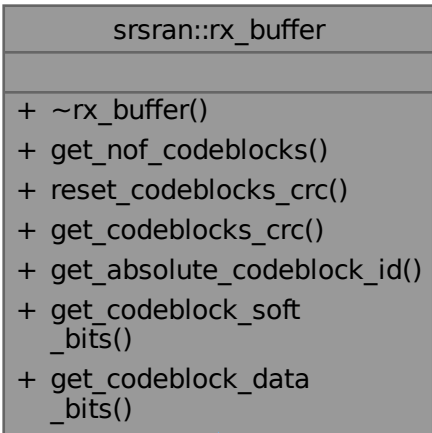 srsran::rx_buffer
+ ~rx_buffer()
+ get_nof_codeblocks()
+ reset_codeblocks_crc()
+ get_codeblocks_crc()
+ get_absolute_codeblock_id()
+ get_codeblock_soft
_bits()
+ get_codeblock_data
_bits()